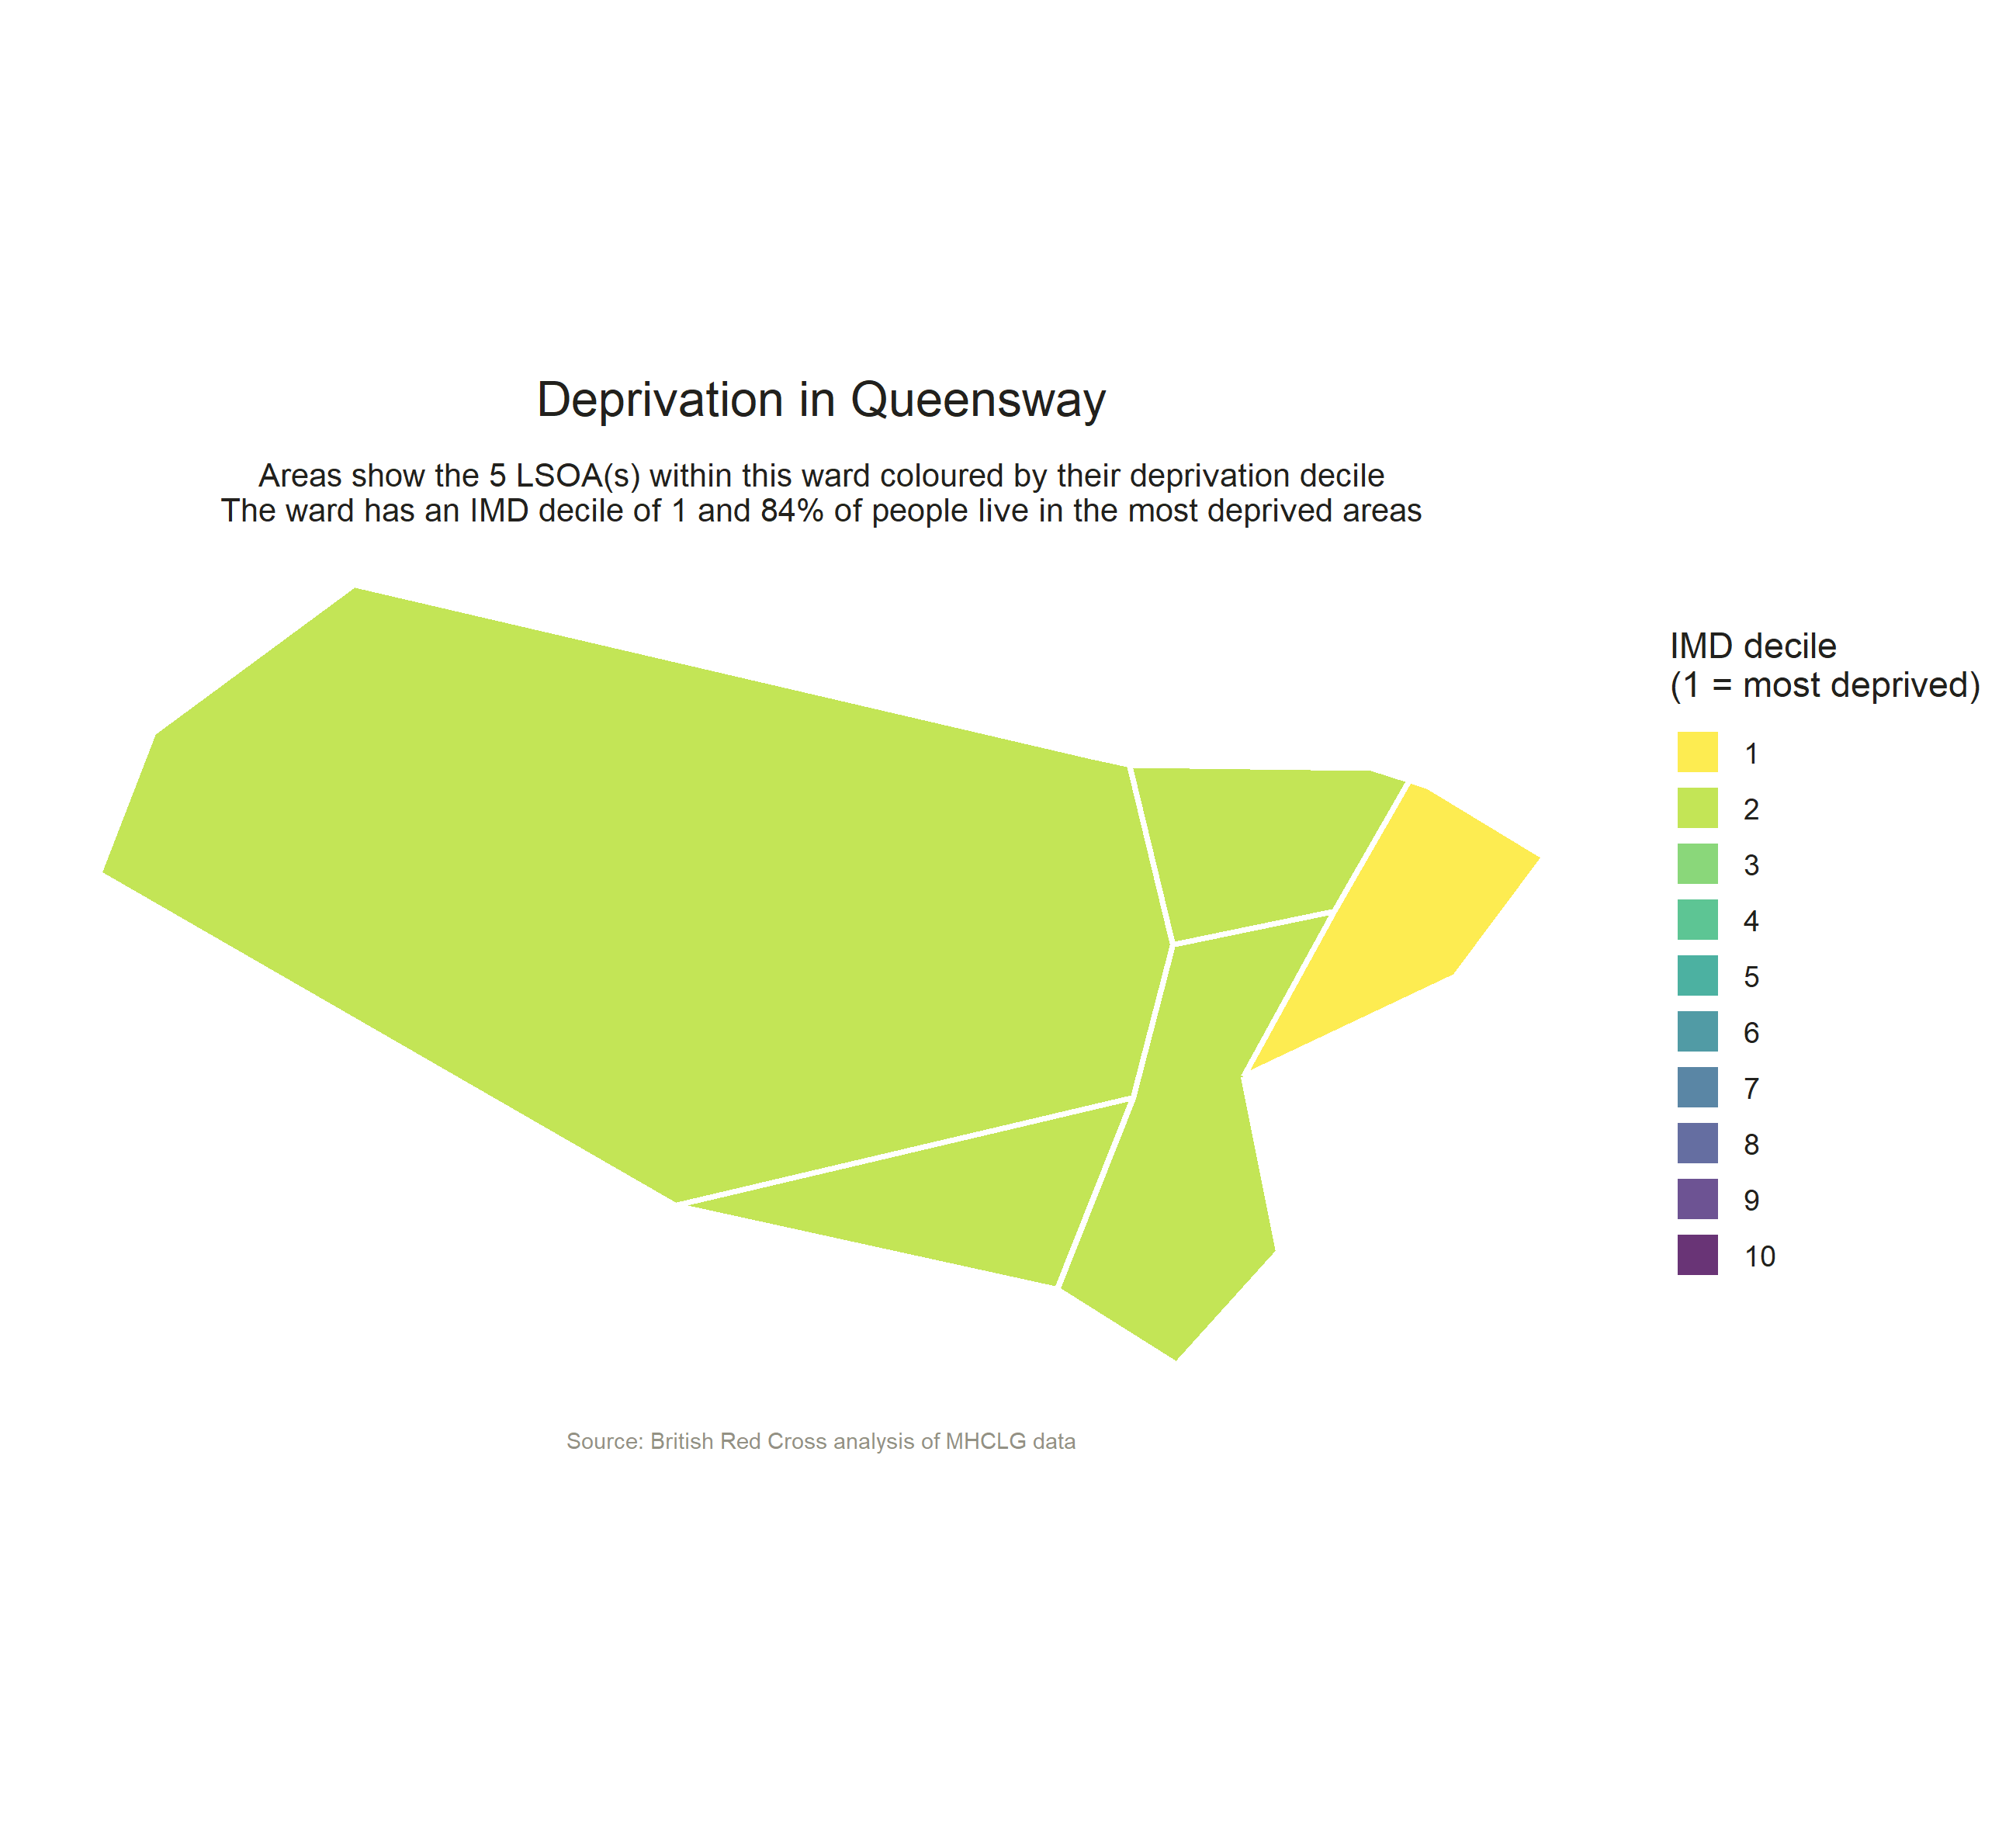 Deprivation in Queensway
Areas show the 5 LSOA(s) within this ward coloured by their deprivation decile
The ward has an IMD decile of 1 and 84% of people live in the most deprived areas
IMD decile
(1 = most deprived)
1
2
3
4
5
6
7
8
9
10
Source: British Red Cross analysis of MHCLG data